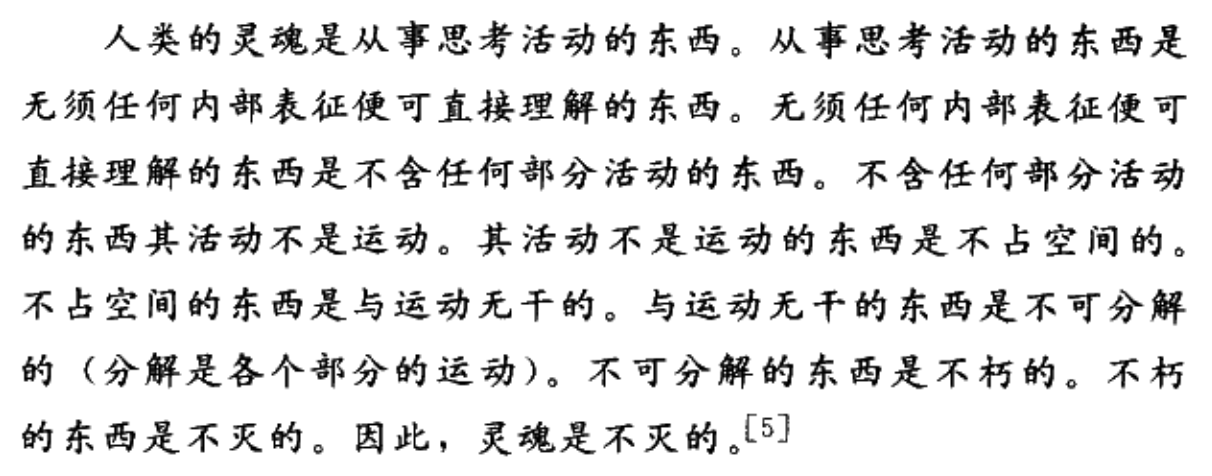 人类的灵魂是从事思考活动的东西。从事思考活动的东西是
无须任何内部表征便可直接理解的东西。无须任何内部表征便可
直接理解的东西是不含任何部分活动的东西。不含任何部分活动
的东西其活动不是运动。其活动不是运动的东西是不占空间的。
不占空间的东西是与运动无干的。与运动无干的东西是不可分解
的（分解是各个部分的运动）。不可分解的东西是不朽的。不朽
的东西是不灭的。因此，灵魂是不灭的。[5]